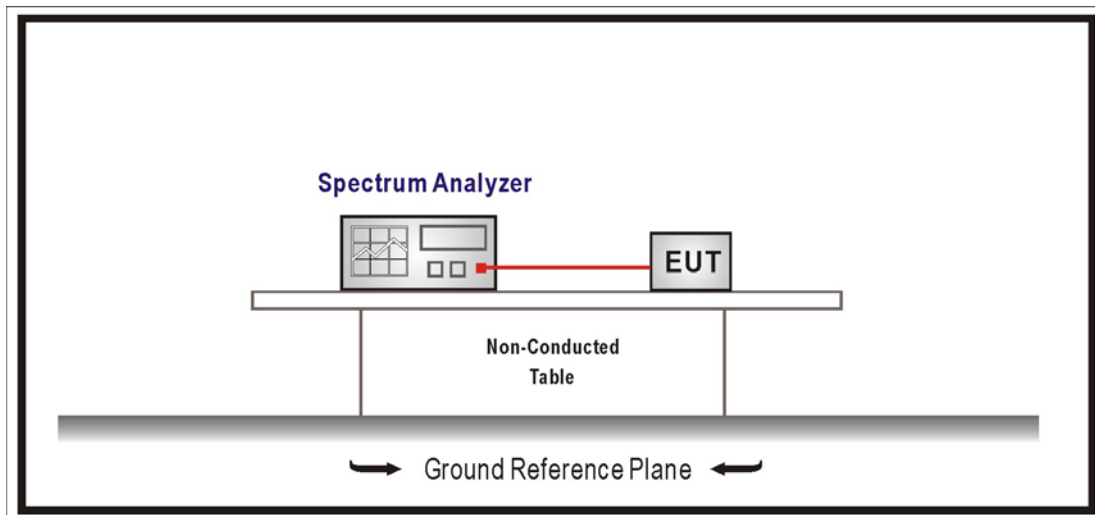 Spectrum Analyzer
EUT
Non-Conducted
Table
Ground Reference Plane